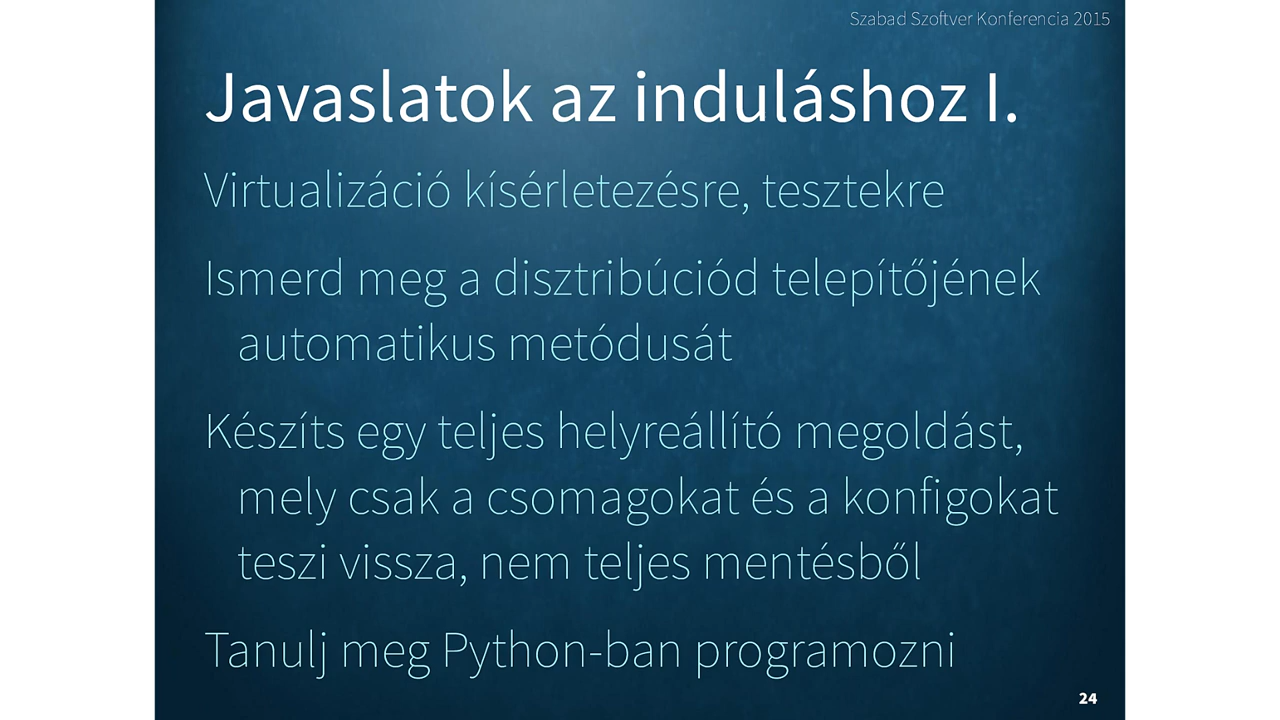 Szabad Szoftver Konferencia 2015
Javaslatok az induláshoz I.
Virtualizáció kísérletezésre, tesztekre
Ismerd meg a disztribúciód telepítőjének
automatikus metódusát
Készíts egy teljes helyreállító megoldást,
mely csak a csomagokat és a konfigokat
teszi vissza, nem teljes mentésből
Tanulj meg Python-ban programozni
24